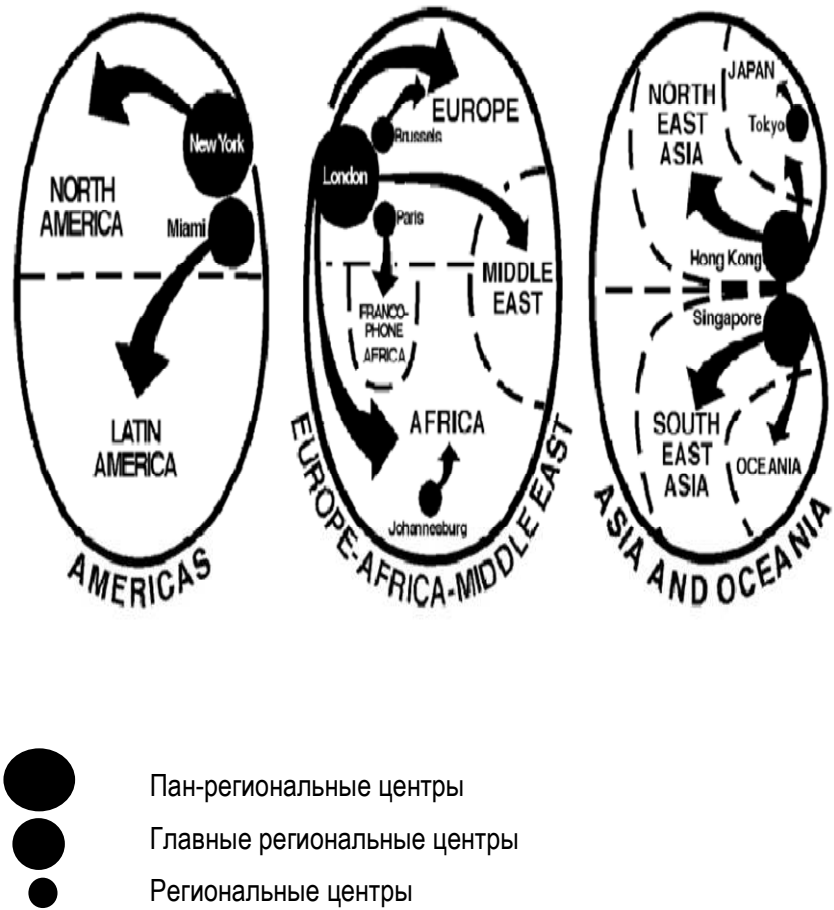 New York
NORTH
AMERICA
Miami
LATIN
AMERICA
AMERICAS
EUROPE
Brussels
London
Paris
MIDDLE
EAST
FRANCO-
PHONE
AFRICA
AFRICA
Johannesburg
EUROPE-AFRICA-MIDDLE EAST
JAPAN
NORTH
EAST
ASIA
Tokyo
Hong Kong
Singapore
SOUTH
EAST
ASIA
OCEANIA
ASIA AND OCEANIA
Пан-региональные центры
Главные региональные центры
Региональные центры